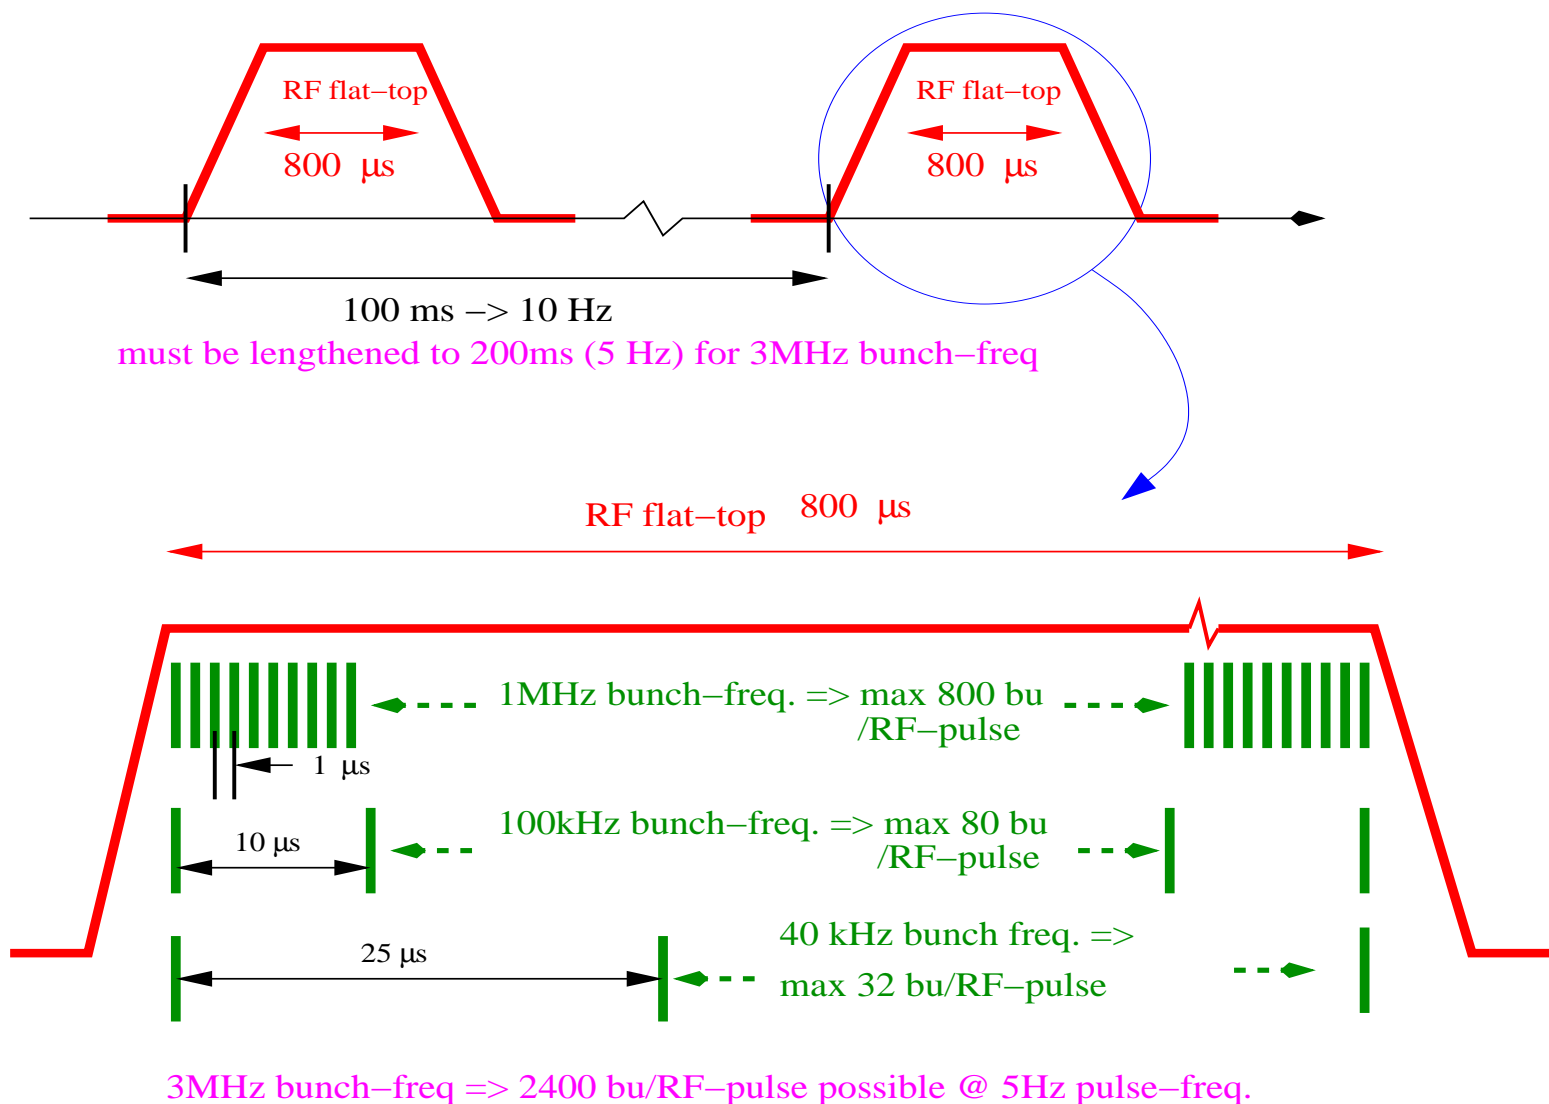 RF flat−top
800 μs
RF flat−top
800 μs
100 ms −> 10 Hz
must be lengthened to 200ms (5 Hz) for 3MHz bunch−freq
RF flat−top 800 μs
1MHz bunch−freq. => max 800 bu
/RF−pulse
1 μs
100kHz bunch−freq. => max 80 bu
/RF−pulse
10 μs
40 kHz bunch freq. =>
max 32 bu/RF−pulse
25 μs
3MHz bunch−freq => 2400 bu/RF−pulse possible @ 5Hz pulse−freq.